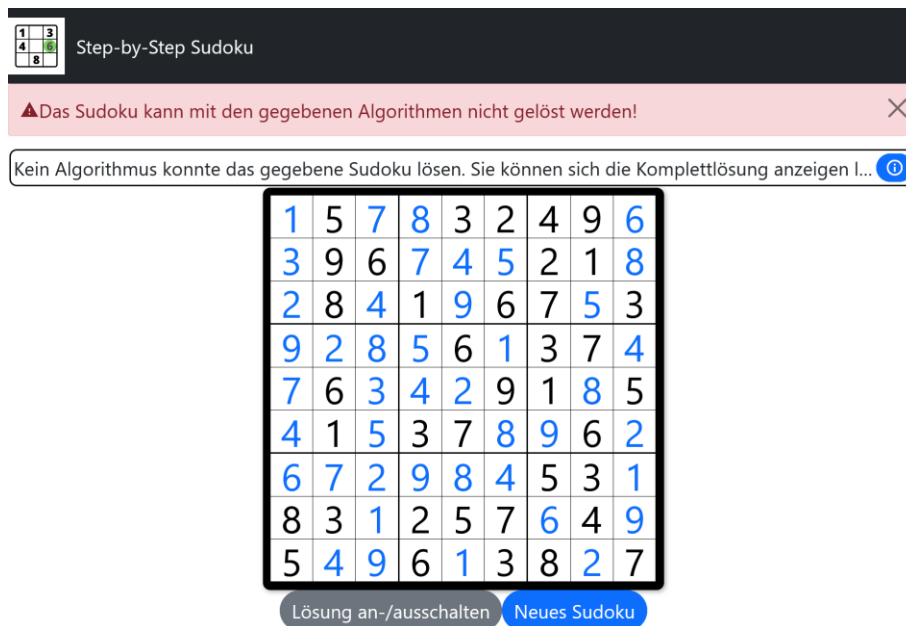 1 3
4 6
8
Step-by-Step Sudoku
Das Sudoku kann mit den gegebenen Algorithmen nicht gelöst werden!
Kein Algorithmus konnte das gegebene Sudoku lösen. Sie können sich die Komplettlösung anzeigen l...
1 5 7 8 3 2 4 9 6
3 9 6 7 4 5 2 1 8
2 8 4 1 9 6 7 5 3
9 2 8 5 6 1 3 7 4
7 6 3 4 2 9 1 8 5
4 1 5 3 7 8 9 6 2
6 7 2 9 8 4 5 3 1
8 3 1 2 5 7 6 4 9
5 4 9 6 1 3 8 2 7
Lösung an-/ausschalten Neues Sudoku